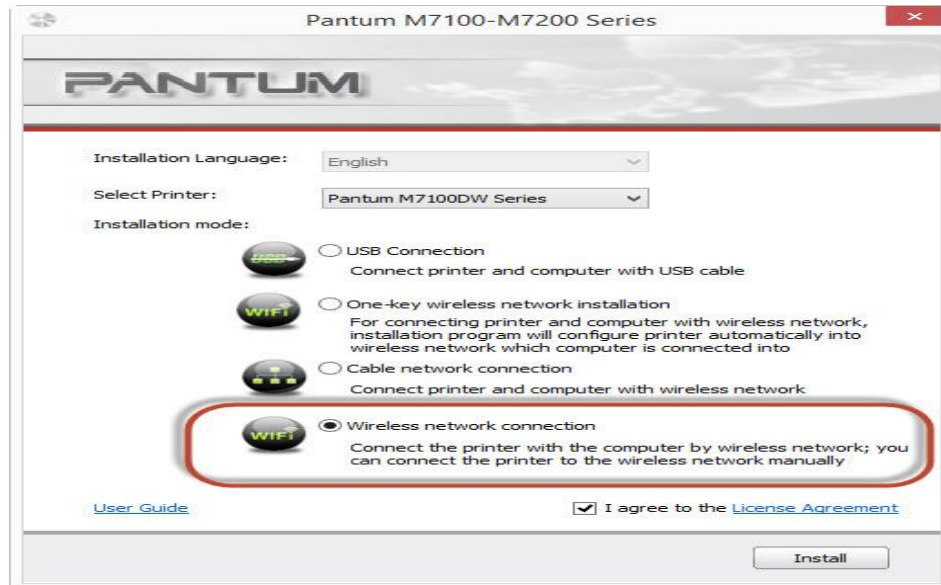 Pantum M7100-M7200 Series
PANTUM
Installation Language:
English
Select Printer:
Pantum M7100DW Series
Installation mode:
USB
USB Connection
Connect printer and computer with USB cable
WiFi
One-key wireless network installation
For connecting printer and computer with wireless network,
installation program will configure printer automatically into
wireless network which computer is connected into
Cable network connection
Connect printer and computer with wireless network
WiFi
Wireless network connection
Connect the printer with the computer by wireless network; you
can connect the printer to the wireless network manually
User Guide
I agree to the License Agreement
Install